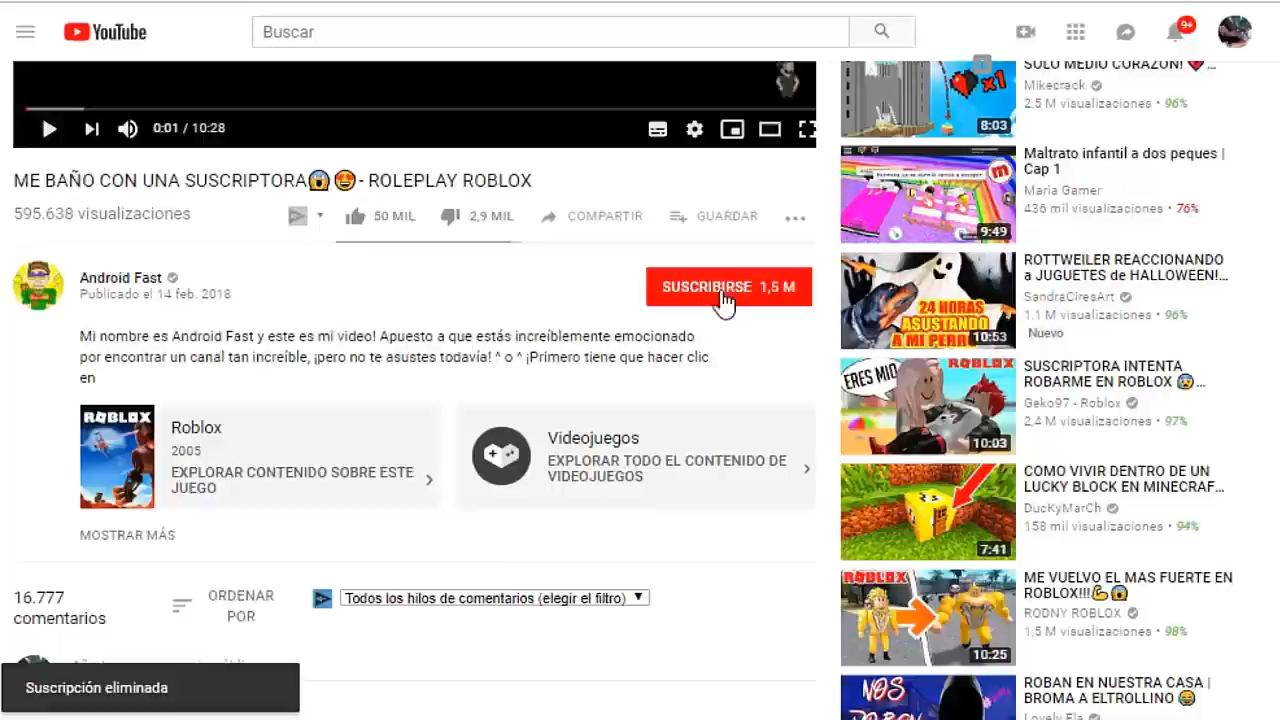 YouTube
Buscar
9+
0:01 / 10:28
ME BAÑO CON UNA SUSCRIPTORA😱😍- ROLEPLAY ROBLOX
595.638 visualizaciones
50 MIL
2,9 MIL
COMPARTIR
GUARDAR
Android Fast
Publicado el 14 feb. 2018
SUSCRIBIRSE 1,5 M
Mi nombre es Android Fast y este es mi video! Apuesto a que estás increíblemente emocionado
por encontrar un canal tan increíble, ¡pero no te asustes todavía! ^ o ^ ¡Primero tiene que hacer clic
en
ROBLOX
Roblox
2005
EXPLORAR CONTENIDO SOBRE ESTE
JUEGO
Videojuegos
EXPLORAR TODO EL CONTENIDO DE
VIDEOJUEGOS
MOSTRAR MÁS
16.777
comentarios
ORDENAR
POR
Todos los hilos de comentarios (elegir el filtro)
Suscripción eliminada
x1
8:03
SOLO MEDIO CORAZÓN! 💔...
Mikecrack
2,5 M visualizaciones • 96%
9:49
Maltrato infantil a dos peques |
Cap 1
Maria Gamer
436 mil visualizaciones • 76%
24 HORAS
ASUSTANDO
A MI PERRO
10:53
ROTTWEILER REACCIONANDO
a JUGUETES de HALLOWEEN!...
SandraCiresArt
1,1 M visualizaciones • 96%
Nuevo
ERES MIO
ROBLOX
10:03
SUSCRIPTORA INTENTA
ROBARME EN ROBLOX 😰...
Geko97 - Roblox
2,4 M visualizaciones • 97%
7:41
COMO VIVIR DENTRO DE UN
LUCKY BLOCK EN MINECRAF...
DucKyMarCh
158 mil visualizaciones • 94%
ROBLOX
10:25
ME VUELVO EL MAS FUERTE EN
ROBLOX!!!💪😱
RODNY ROBLOX
1,5 M visualizaciones • 98%
NOS
ROBAN EN NUESTRA CASA |
BROMA A ELTROLLINO 😂